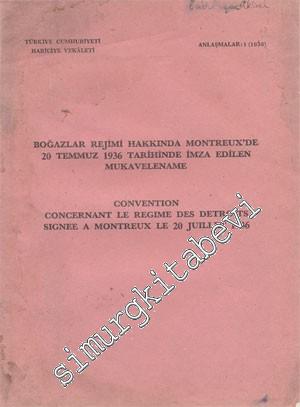 TÜRKİYE CUMHURİYETİ
HARİCİYE VEKÂLETİ
ANLAŞMALAR: 1 (1936)
BOĞAZLAR REJİMİ HAKKINDA MONTREUX'DE
20 TEMMUZ 1936 TARİHİNDE İMZA EDİLEN
MUKAVELENAME
CONVENTION
CONCERNANT LE REGIME DES DETROITS
SIGNEE A MONTREUX LE 20 JUILLET 1936
simurgkitabevi.com